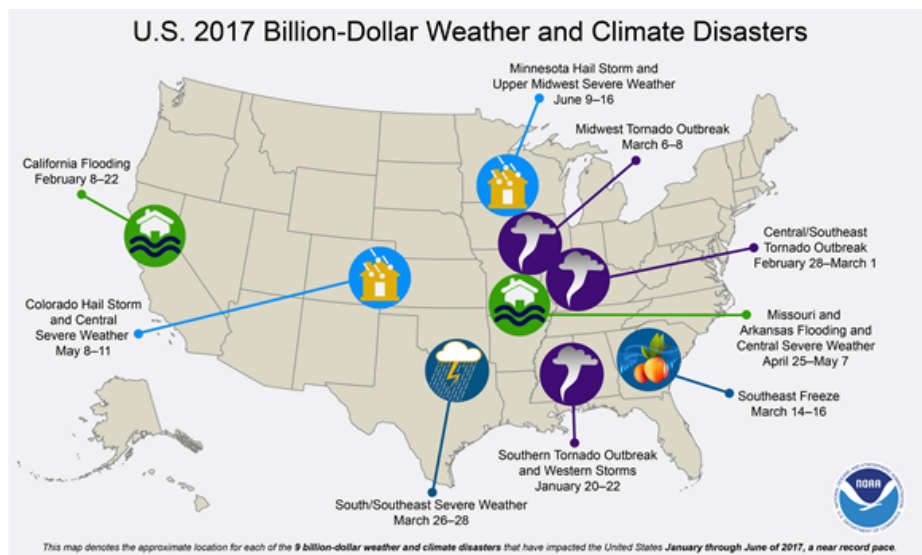 U.S. 2017 Billion-Dollar Weather and Climate Disasters
Minnesota Hail Storm and
Upper Midwest Severe Weather
June 9–16
Midwest Tornado Outbreak
March 6–8
California Flooding
February 8–22
Central/Southeast
Tornado Outbreak
February 28–March 1
Colorado Hail Storm
and Central
Severe Weather
May 8–11
Missouri and
Arkansas Flooding and
Central Severe Weather
April 25–May 7
Southeast Freeze
March 14–16
Southern Tornado Outbreak
and Western Storms
January 20–22
South/Southeast Severe Weather
March 26–28
NOAA
This map denotes the approximate location for each of the 9 billion-dollar weather and climate disasters that have impacted the United States January through June of 2017, a near record pace.